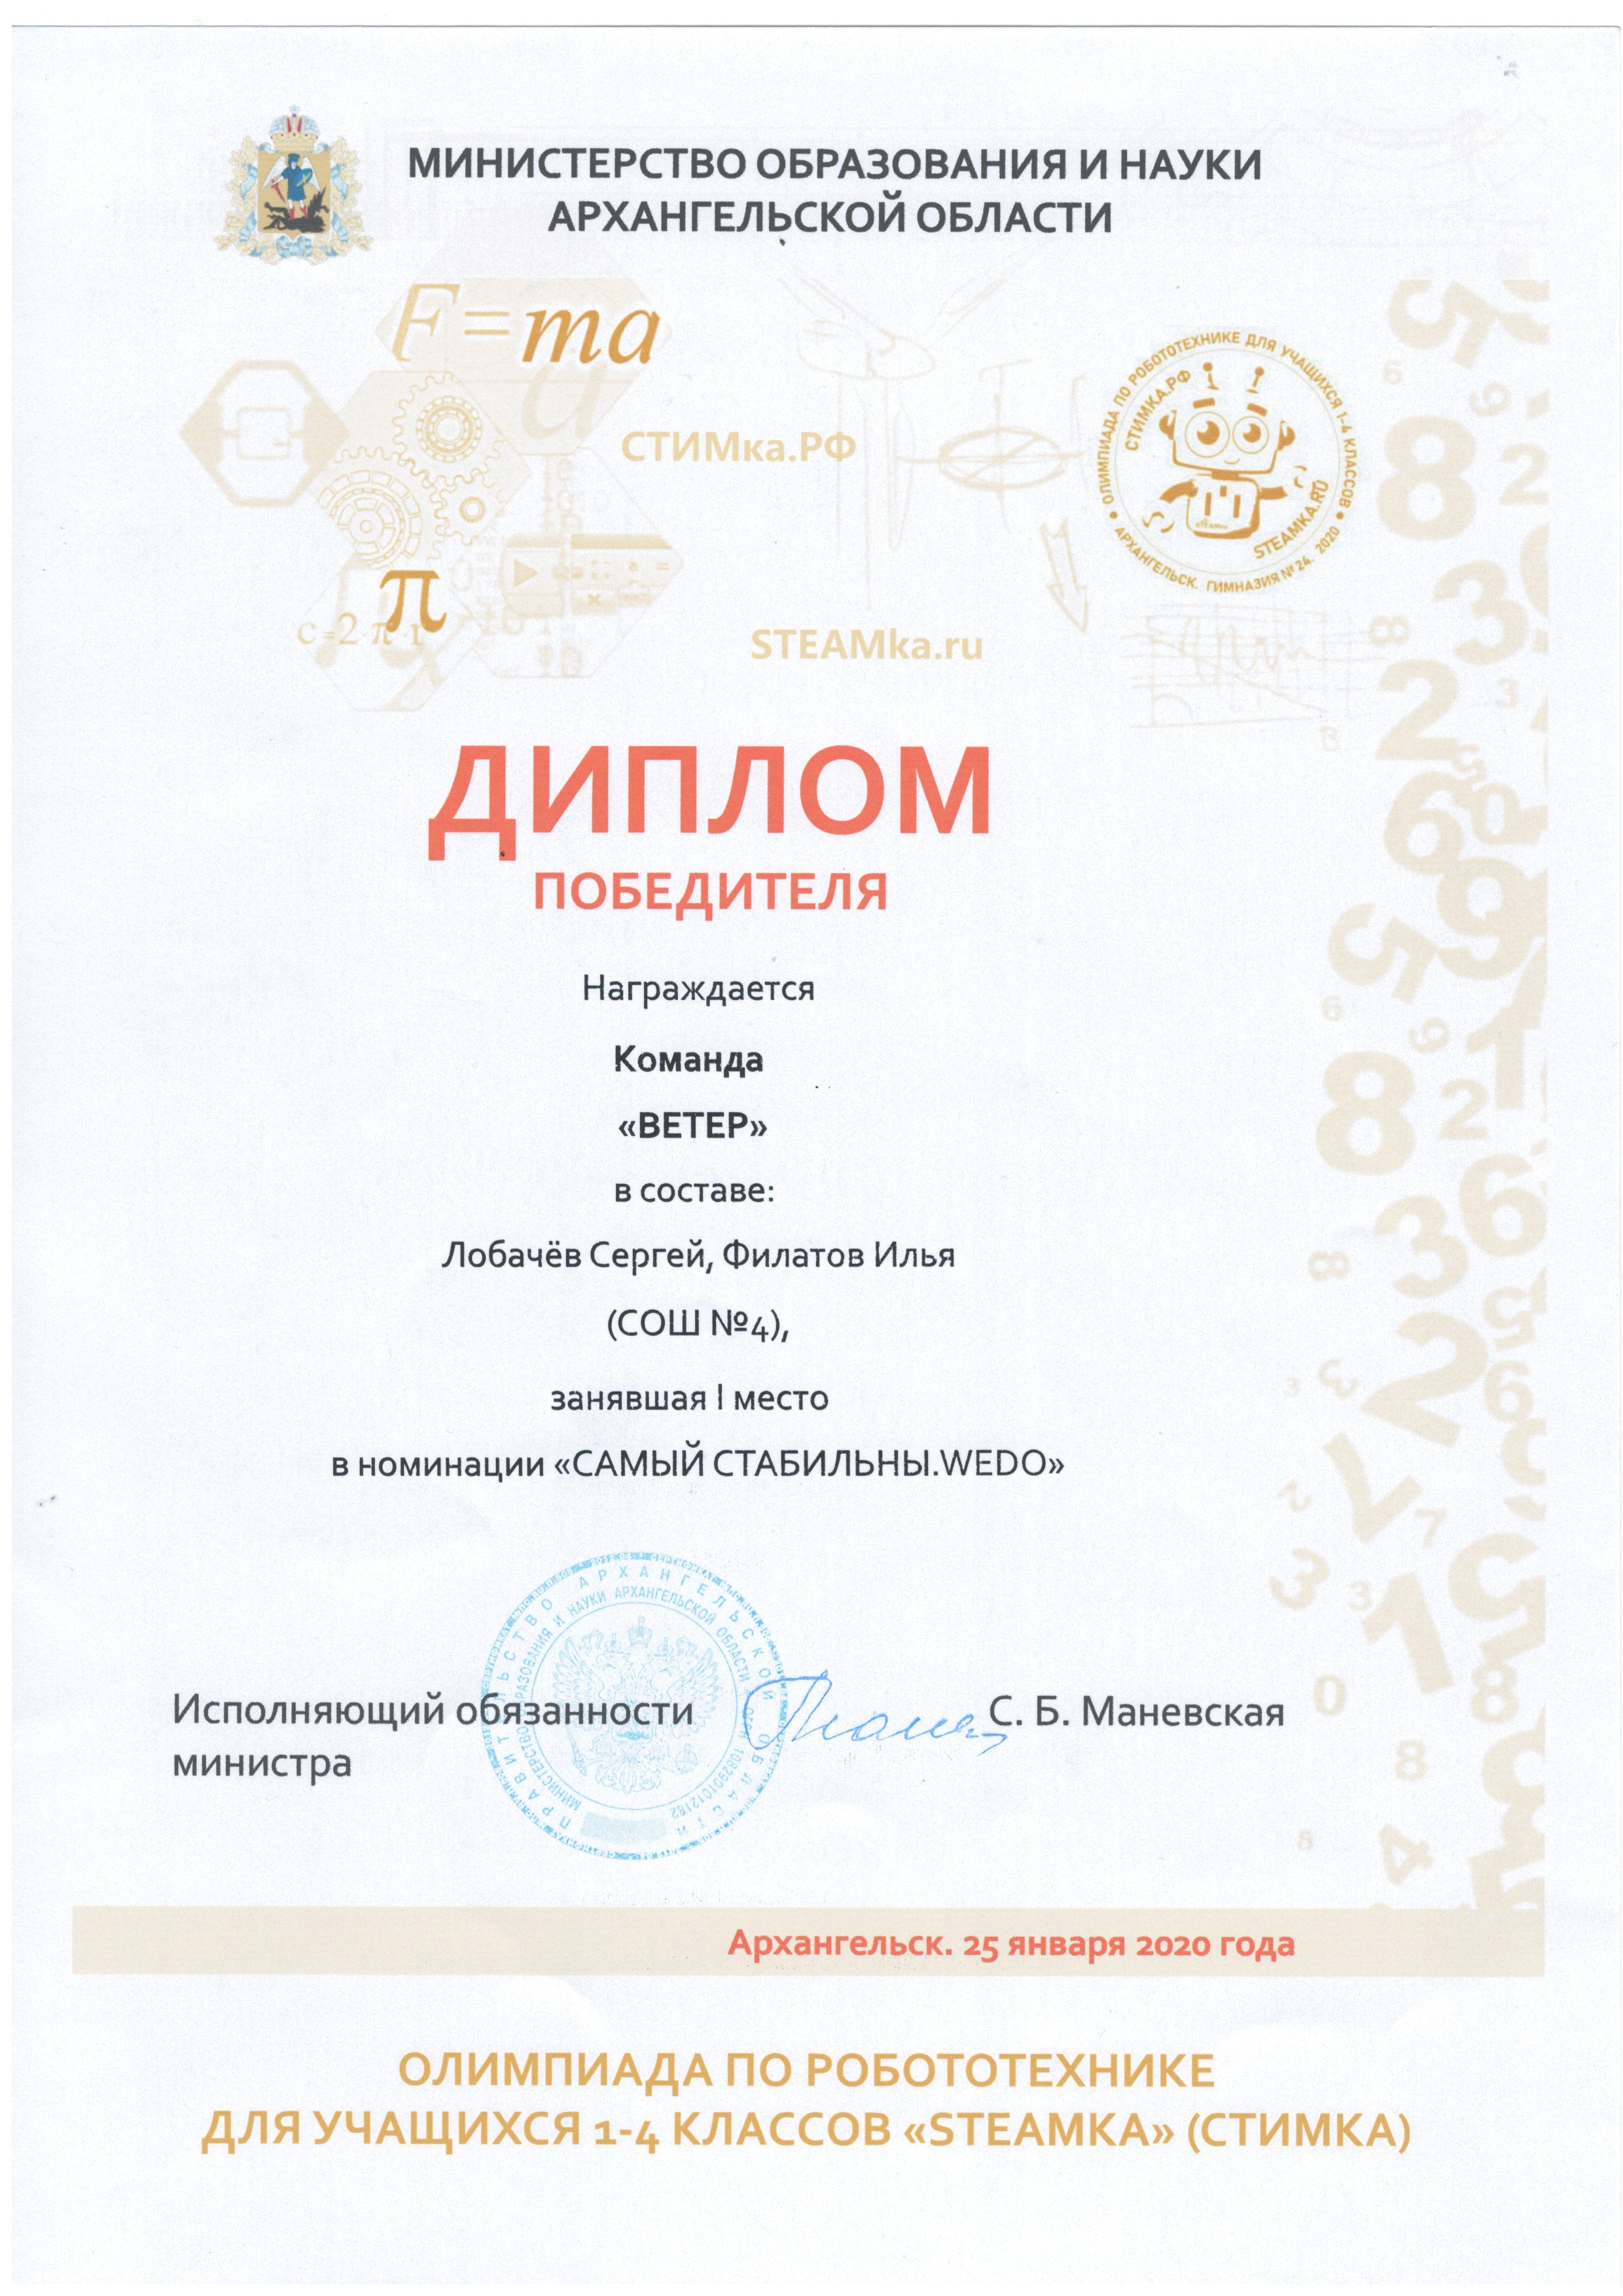 МИНИСТЕРСТВО ОБРАЗОВАНИЯ И НАУКИ
АРХАНГЕЛЬСКОЙ ОБЛАСТИ
F = ma
СТИМка.РФ
ОЛИМПИАДА ПО РОБОТОТЕХНИКЕ ДЛЯ УЧАЩИХСЯ 1-4 КЛАССОВ
СТИМКА.РФ
STEAMKA.RU
АРХАНГЕЛЬСК. ГИМНАЗИЯ № 24. 2020
π
c=2 π r
STEAMka.ru
ДИПЛОМ
ПОБЕДИТЕЛЯ
Награждается
Команда
«ВЕТЕР»
в составе:
Лобачёв Сергей, Филатов Илья
(СОШ №4),
занявшая I место
в номинации «САМЫЙ СТАБИЛЬНЫ.WEDO»
ПРАВИТЕЛЬСТВО АРХАНГЕЛЬСКОЙ ОБЛАСТИ
МИНИСТЕРСТВО ОБРАЗОВАНИЯ И НАУКИ АРХАНГЕЛЬСКОЙ ОБЛАСТИ ОГРН 1082901012182
Исполняющий обязанности
министра
С. Б. Маневская
Архангельск. 25 января 2020 года
ОЛИМПИАДА ПО РОБОТОТЕХНИКЕ
ДЛЯ УЧАЩИХСЯ 1-4 КЛАССОВ «STEAMKA» (СТИМКА)